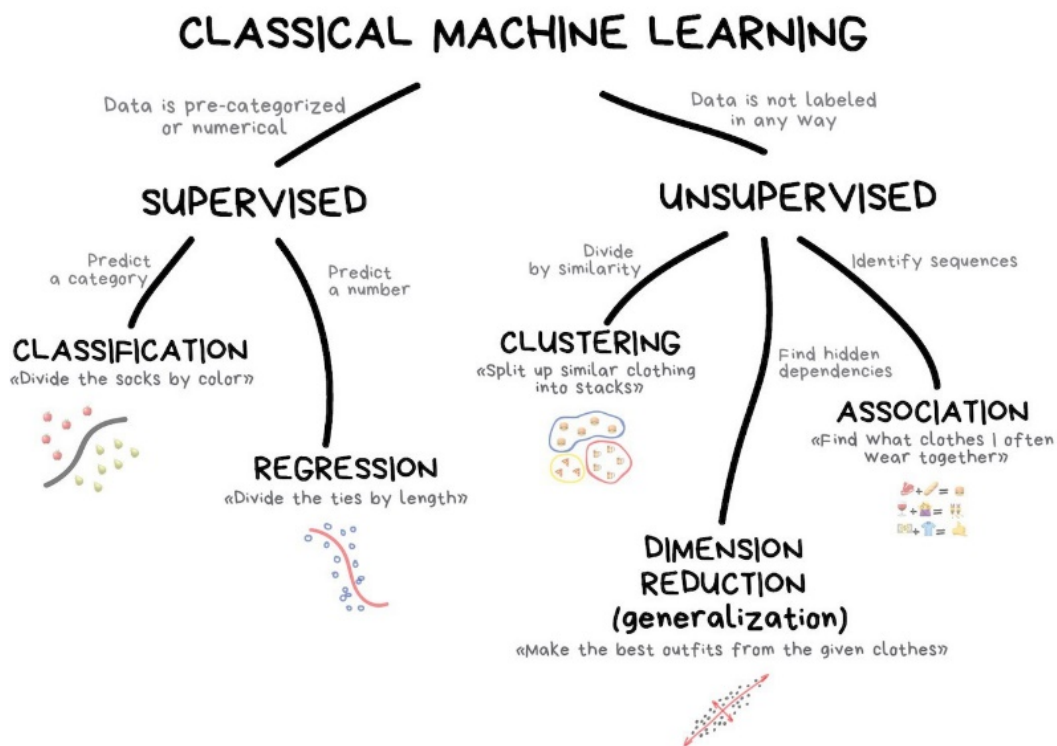 CLASSICAL MACHINE LEARNING
Data is pre-categorized
or numerical
Data is not labeled
in any way
SUPERVISED
UNSUPERVISED
Predict
a category
Predict
a number
Divide
by similarity
Identify sequences
CLASSIFICATION
«Divide the socks by color»
CLUSTERING
«Split up similar clothing
into stacks»
Find hidden
dependencies
ASSOCIATION
«Find what clothes I often
wear together»
REGRESSION
«Divide the ties by length»
+ =
+ =
+ =
DIMENSION
REDUCTION
(generalization)
«Make the best outfits from the given clothes»